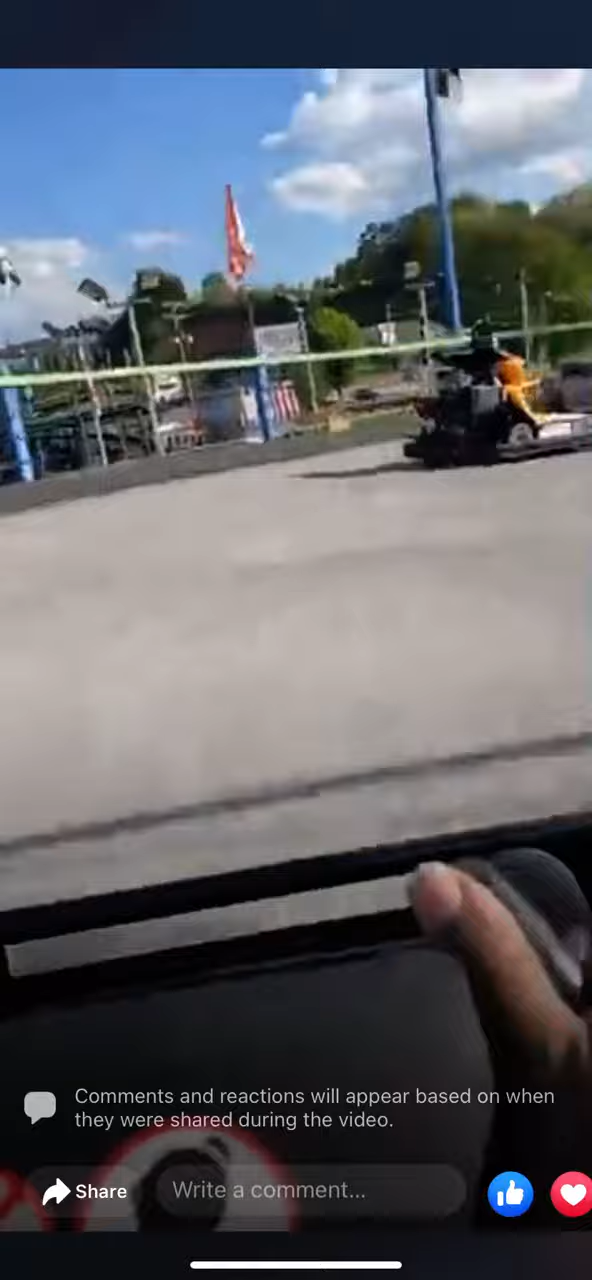 Comments and reactions will appear based on when
they were shared during the video.
Share
Write a comment...